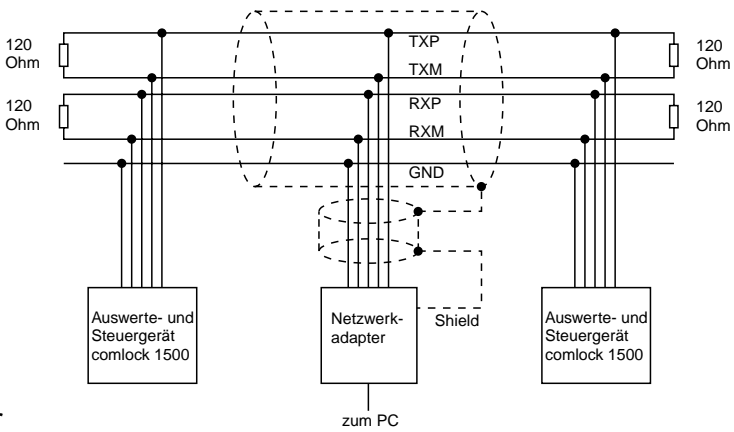 120
Ohm
TXP
120
Ohm
TXM
120
Ohm
RXP
120
Ohm
RXM
GND
Auswerte- und
Steuergerät
comlock 1500
Netzwerk-
adapter
Shield
Auswerte- und
Steuergerät
comlock 1500
zum PC